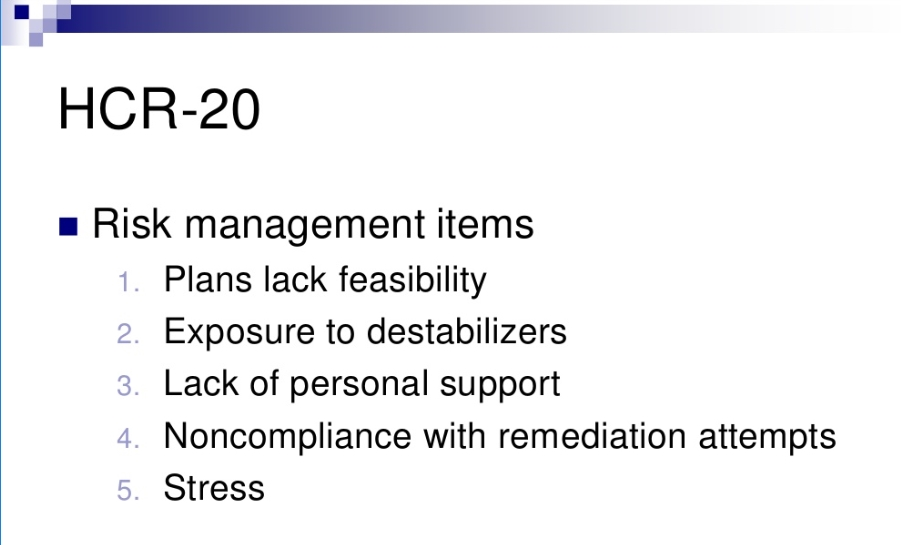 HCR-20
Risk management items
1. Plans lack feasibility
2. Exposure to destabilizers
3. Lack of personal support
4. Noncompliance with remediation attempts
5. Stress